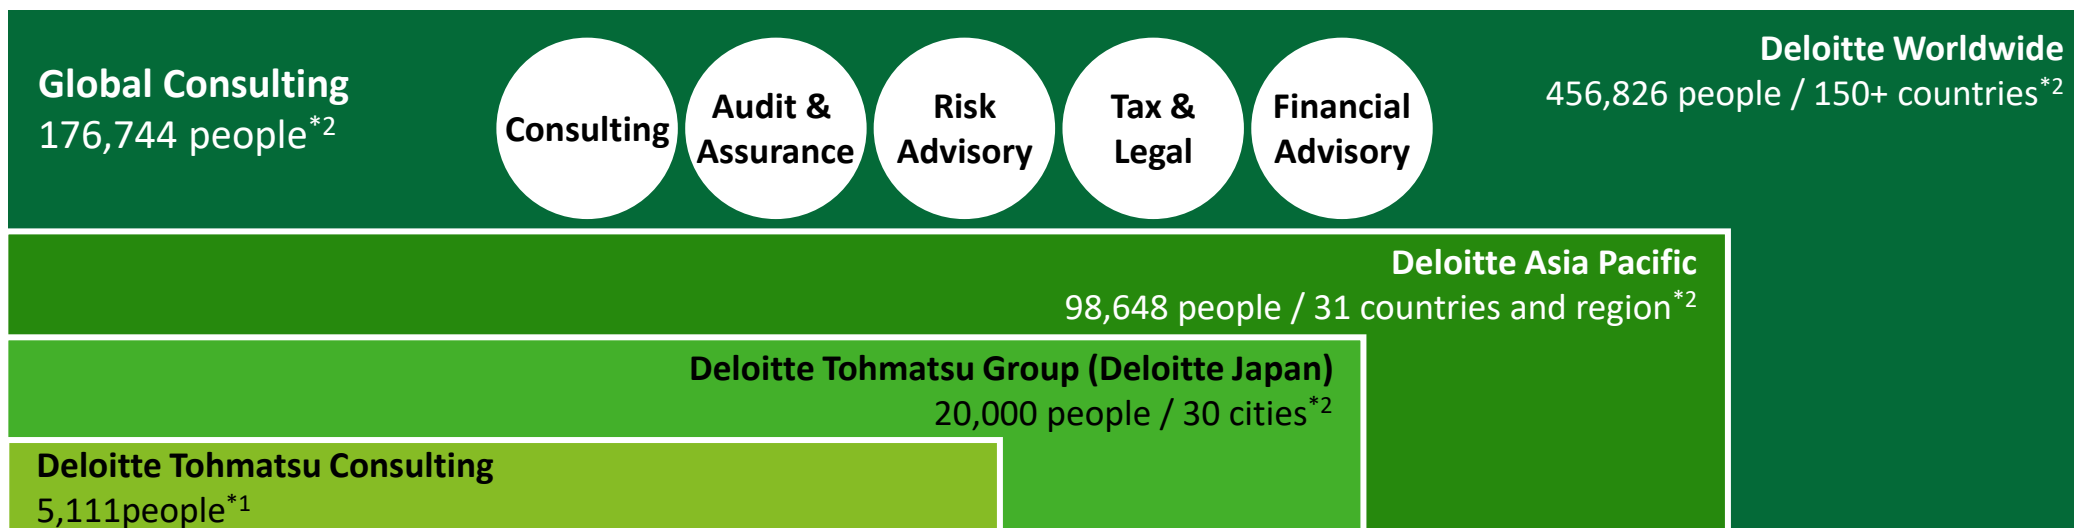 Global Consulting
176,744 people*2
Consulting
Audit &
Assurance
Risk
Advisory
Tax &
Legal
Financial
Advisory
Deloitte Worldwide
456,826 people / 150+ countries*2
Deloitte Asia Pacific
98,648 people / 31 countries and region*2
Deloitte Tohmatsu Group (Deloitte Japan)
20,000 people / 30 cities*2
Deloitte Tohmatsu Consulting
5,111people*1